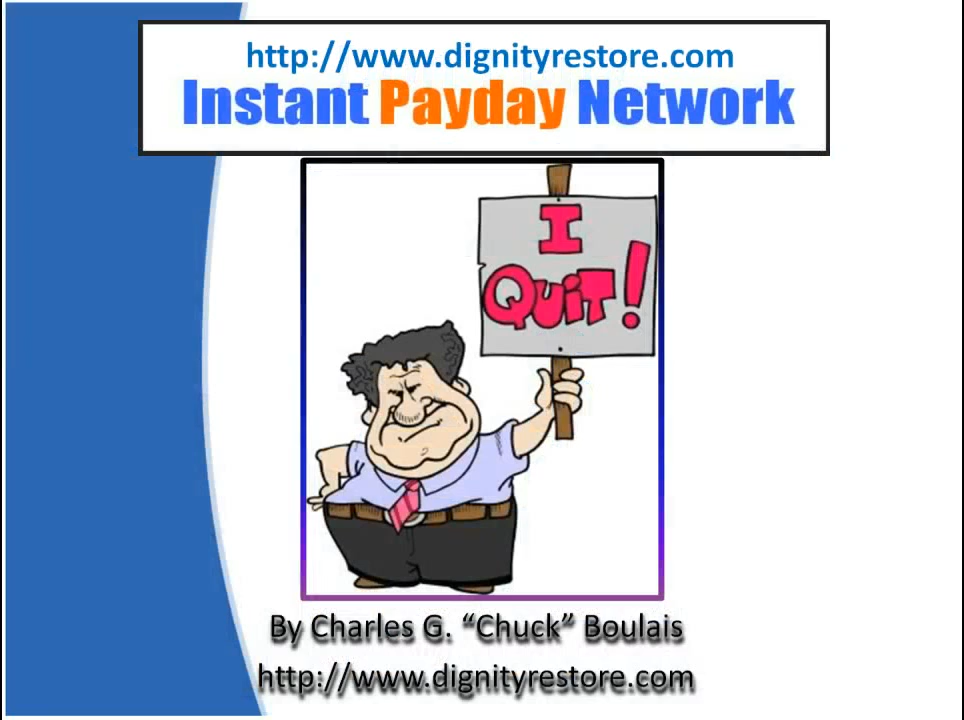 http://www.dignityrestore.com
Instant Payday Network
I
QUIT!
By Charles G. “Chuck” Boulais
http://www.dignityrestore.com